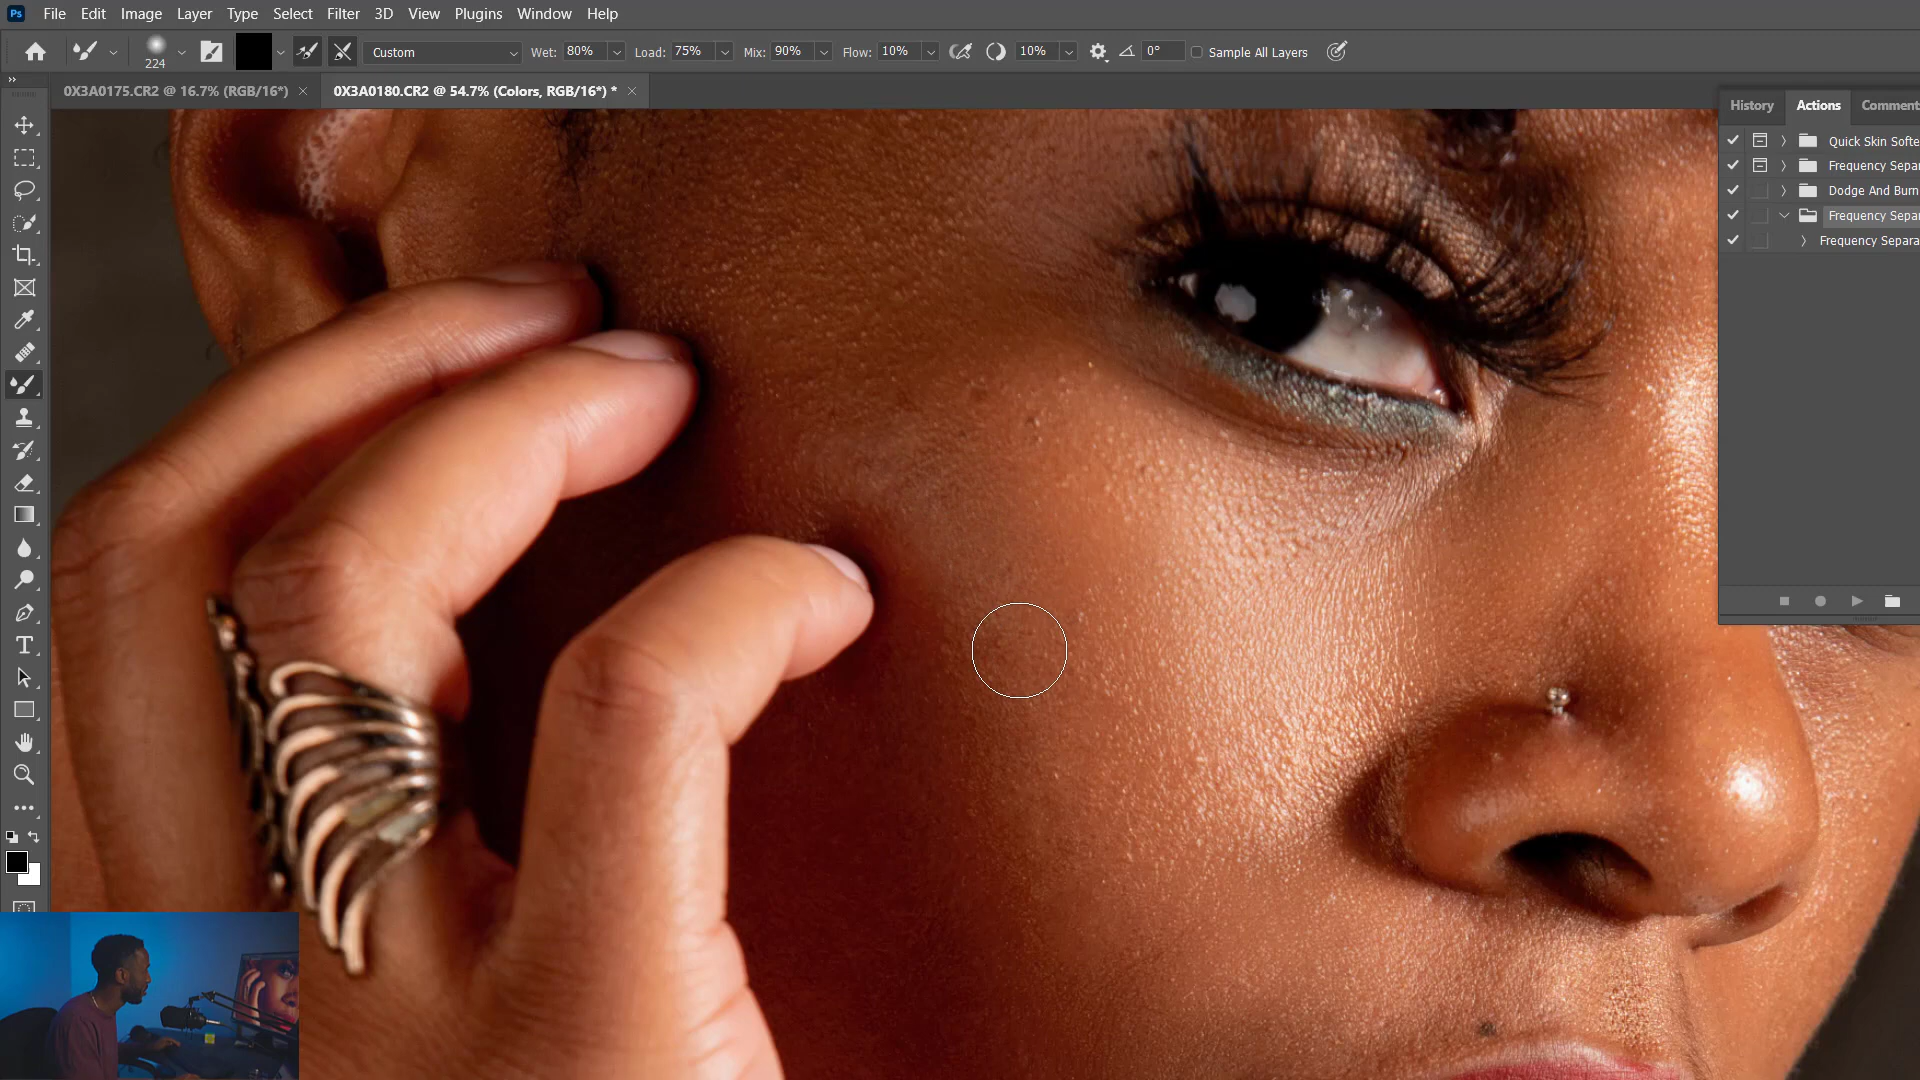 Ps File Edit Image Layer Type Select Filter 3D View Plugins Window Help
224 Custom Wet: 80% Load: 75% Mix: 90% Flow: 10% 10% 0° Sample All Layers
0X3A0175.CR2 @ 16.7% (RGB/16*) × 0X3A0180.CR2 @ 54.7% (Colors, RGB/16*) * ×
History Actions Comment
Quick Skin Softe
Frequency Separ
Dodge And Burn
Frequency Separ
Frequency Separa